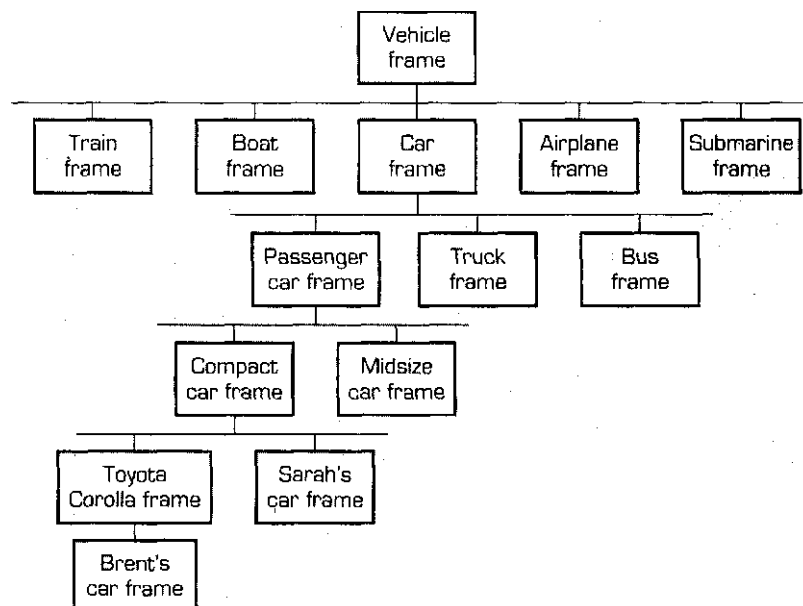 Vehicle
frame
Train
frame
Boat
frame
Car
frame
Airplane
frame
Submarine
frame
Passenger
car frame
Truck
frame
Bus
frame
Compact
car frame
Midsize
car frame
Toyota
Corolla frame
Sarah's
car frame
Brent's
car frame